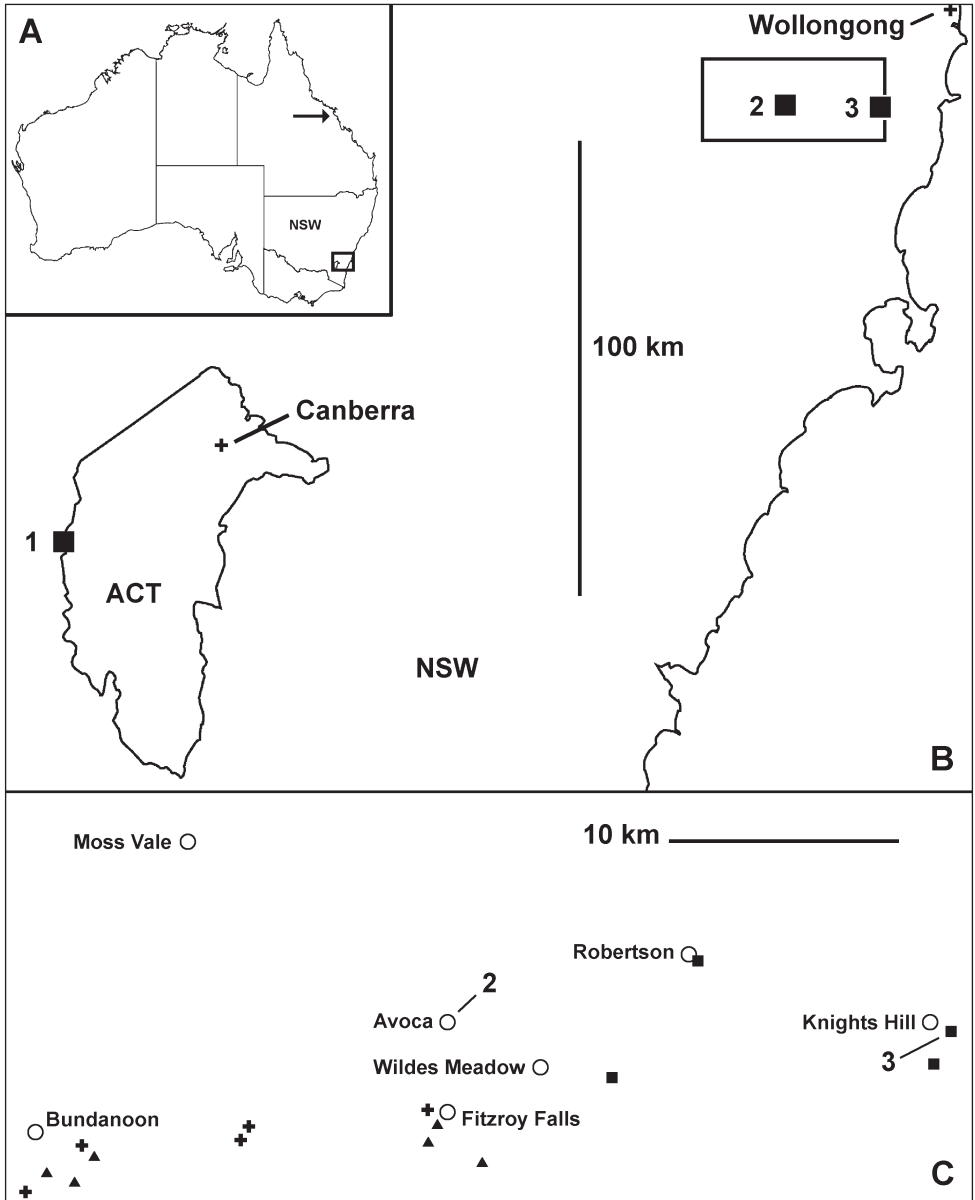 A
NSW
Wollongong
2
3
100 km
Canberra
1
ACT
NSW
B
Moss Vale
10 km
Robertson
2
Avoca
Knights Hill
3
Wildes Meadow
Bundanoon
Fitzroy Falls
C